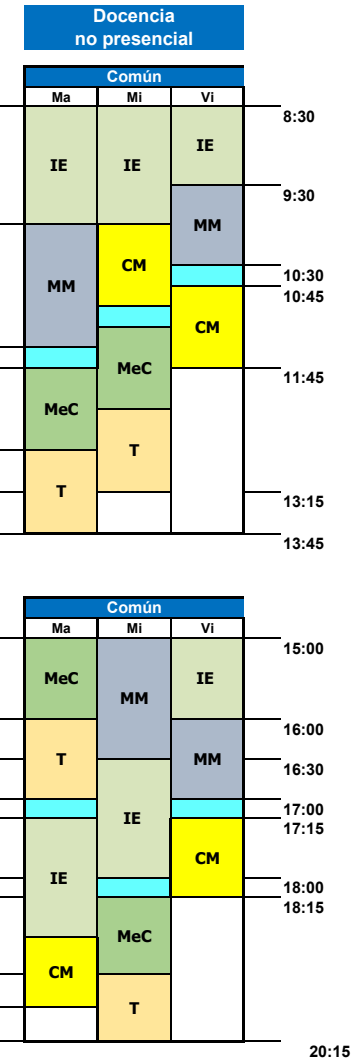 Docencia
no presencial
Común
Ma Mi Vi
8:30
IE IE IE
9:30
MM
CM
10:30
MM
10:45
CM
MeC
11:45
MeC
T
T
13:15
13:45
Común
Ma Mi Vi
15:00
MeC MM IE
16:00
T MM
16:30
17:00
IE
17:15
CM
IE
18:00
18:15
MeC
CM
T
20:15